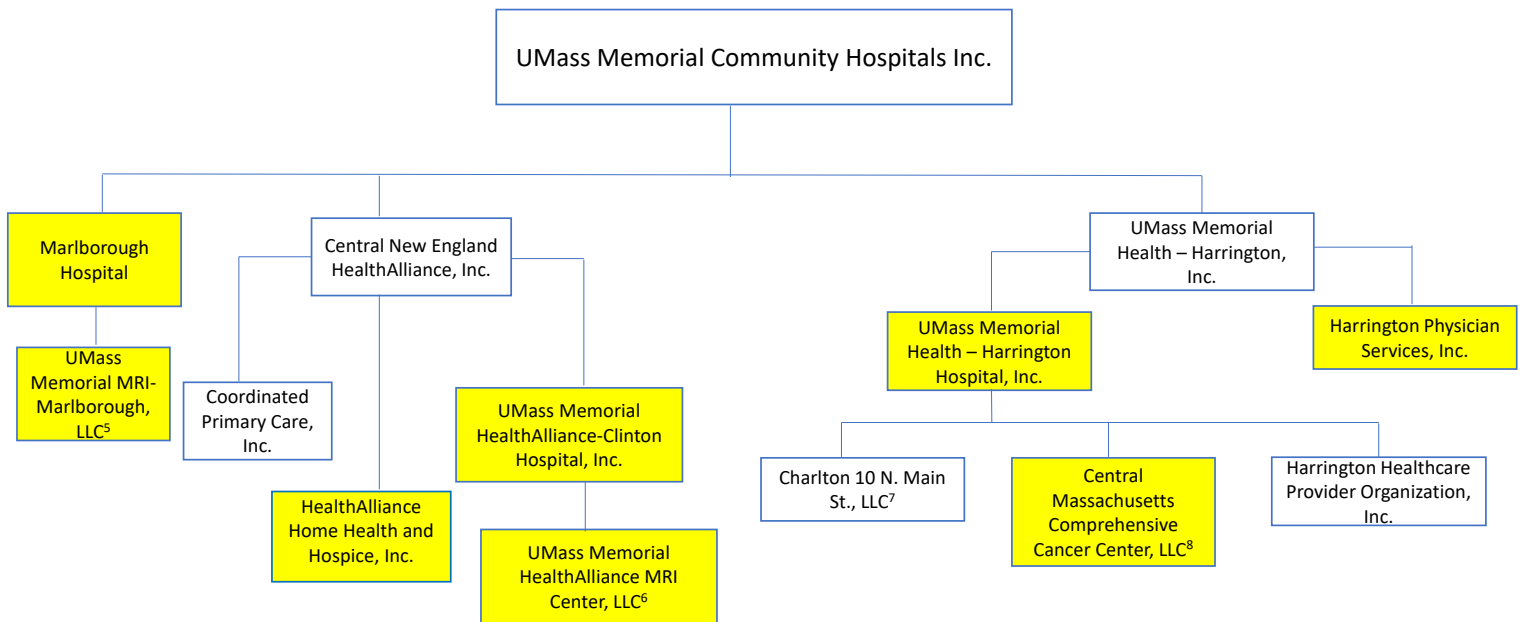 UMass Memorial Community Hospitals Inc.
Marlborough
Hospital
Central New England
HealthAlliance, Inc.
UMass Memorial
Health – Harrington,
Inc.
UMass
Memorial MRI-
Marlborough,
LLC⁵
Coordinated
Primary Care,
Inc.
HealthAlliance
Home Health and
Hospice, Inc.
UMass Memorial
HealthAlliance-Clinton
Hospital, Inc.
UMass Memorial
HealthAlliance MRI
Center, LLC⁶
UMass Memorial
Health – Harrington
Hospital, Inc.
Harrington Physician
Services, Inc.
Charlton 10 N. Main
St., LLC⁷
Central
Massachusetts
Comprehensive
Cancer Center, LLC⁸
Harrington Healthcare
Provider Organization,
Inc.